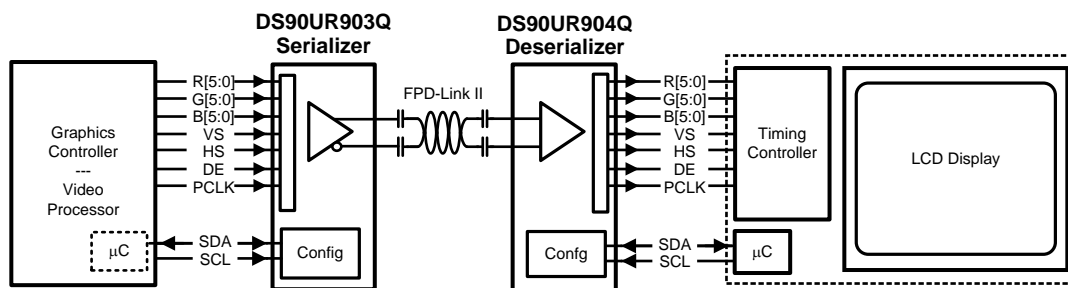 DS90UR903Q
Serializer
DS90UR904Q
Deserializer
Graphics
Controller
---
Video
Processor
μC
R[5:0]
G[5:0]
B[5:0]
VS
HS
DE
PCLK
SDA
SCL
Config
FPD-Link II
Confg
R[5:0]
G[5:0]
B[5:0]
VS
HS
DE
PCLK
SDA
SCL
Timing
Controller
μC
LCD Display